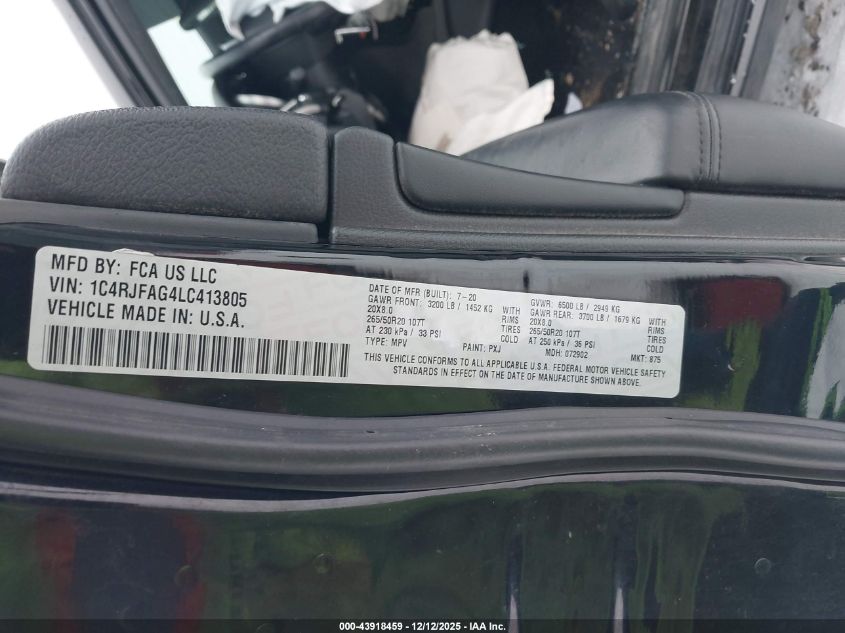 MFD BY: FCA US LLC
VIN: 1C4RJFAG4LC413805
VEHICLE MADE IN: U.S.A.
DATE OF MFR (BUILT): 7-20
GAWR FRONT: 3200 LB / 1452 KG WITH
20X8.0 RIMS
265/50R20 107T TIRES
AT 230 kPa / 33 PSI COLD
TYPE: MPV PAINT: PXJ
GVWR: 6500 LB / 2949 KG
GAWR REAR: 3700 LB / 1679 KG WITH
20X8.0 RIMS
265/50R20 107T TIRES
AT 250 kPa / 36 PSI COLD
MDH: 072902 MKT: 875
THIS VEHICLE CONFORMS TO ALL APPLICABLE U.S.A. FEDERAL MOTOR VEHICLE SAFETY
STANDARDS IN EFFECT ON THE DATE OF MANUFACTURE SHOWN ABOVE.
000-43918459 - 12/12/2025 - IAA Inc.